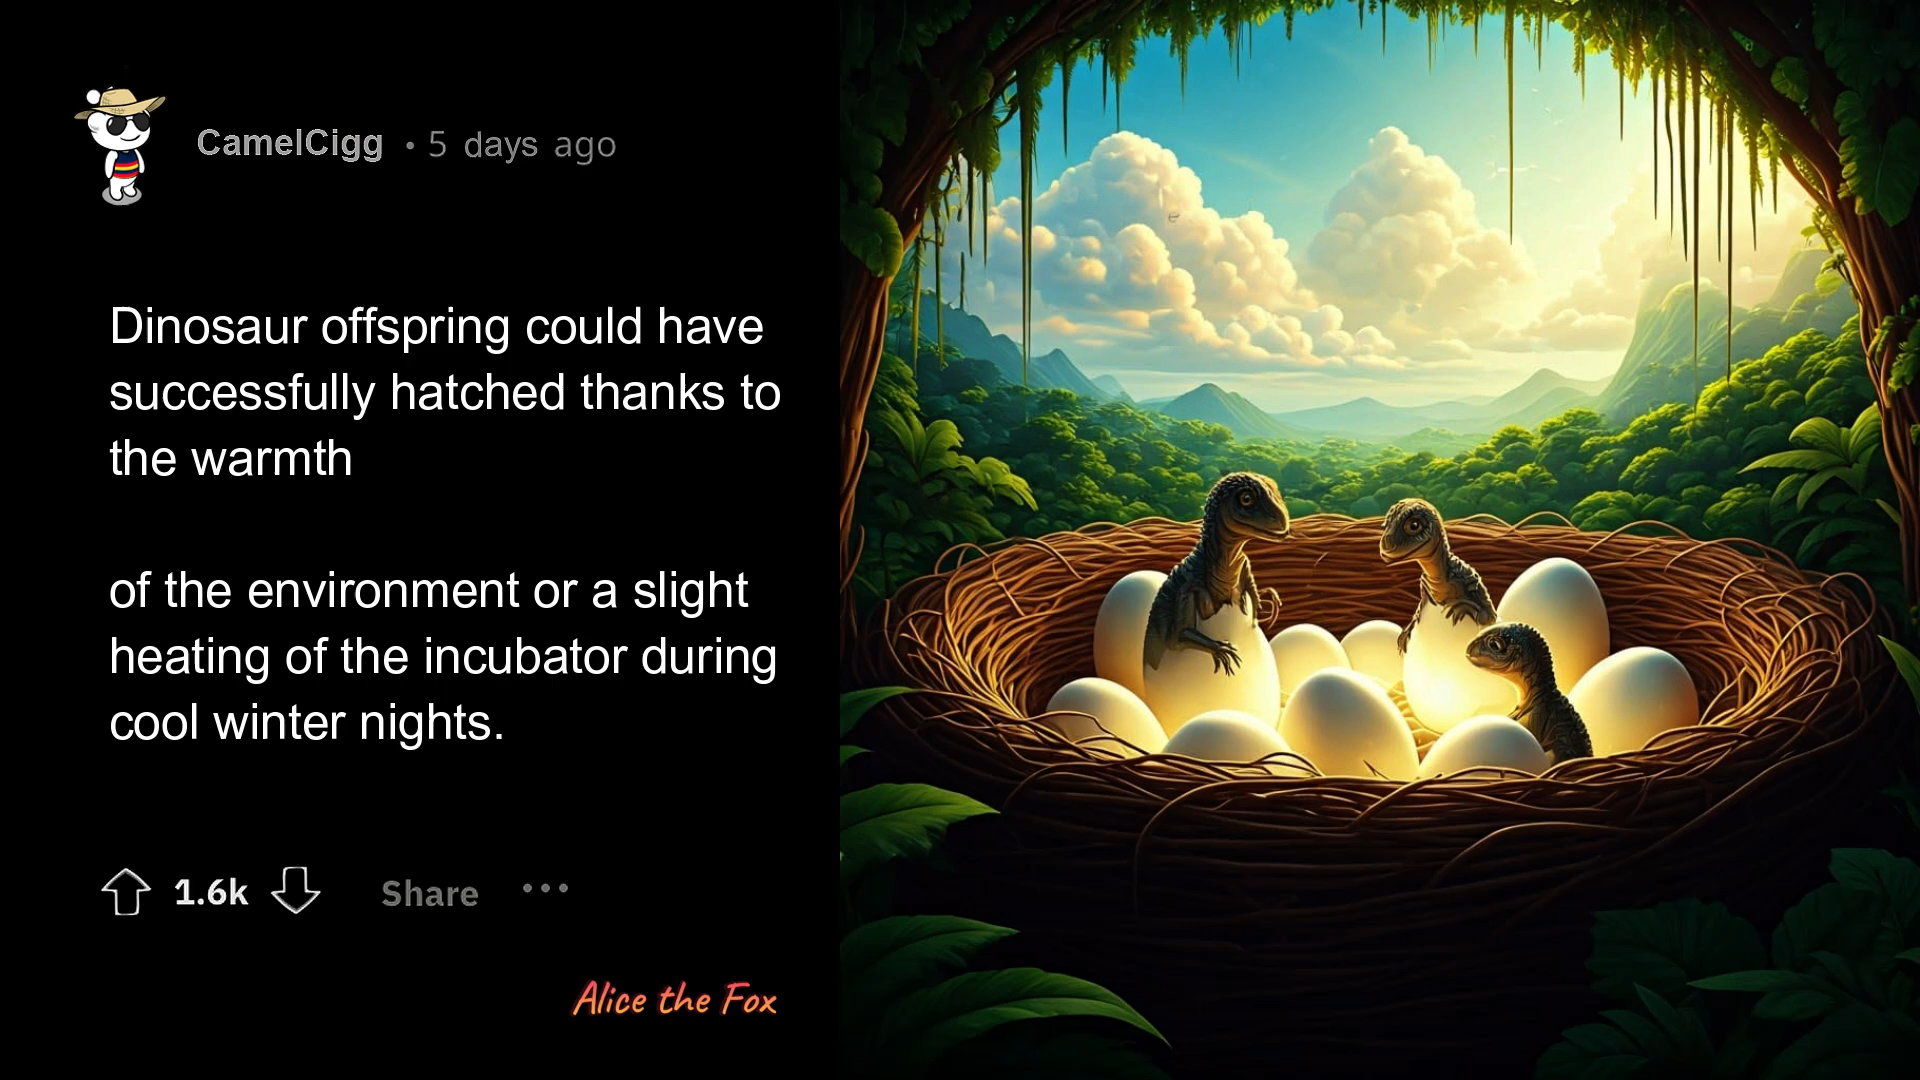 CamelCigg • 5 days ago
Dinosaur offspring could have
successfully hatched thanks to
the warmth
of the environment or a slight
heating of the incubator during
cool winter nights.
1.6k Share •••
Alice the Fox